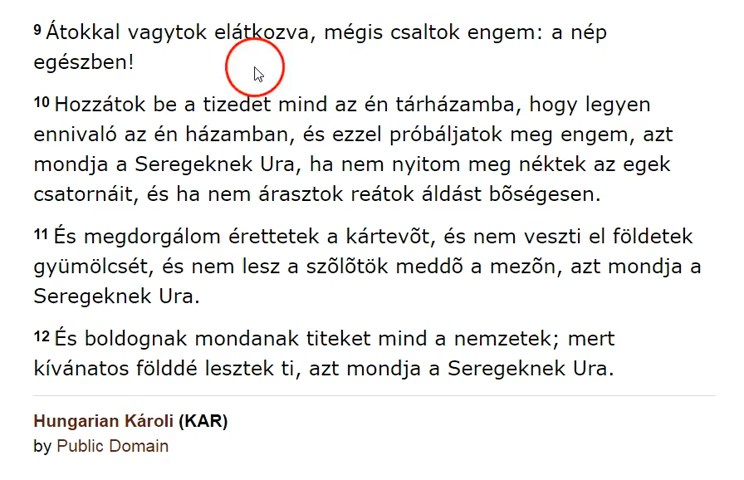 9 Átokkal vagytok elátkozva, mégis csaltok engem: a nép
egészben!
10 Hozzátok be a tizedet mind az én tárházamba, hogy legyen
ennivaló az én házamban, és ezzel próbáljatok meg engem, azt
mondja a Seregeknek Ura, ha nem nyitom meg néktek az egek
csatornáit, és ha nem árasztok reátok áldást bõségesen.
11 És megdorgálom érettetek a kártevõt, és nem veszti el földetek
gyümölcsét, és nem lesz a szõlõtök meddõ a mezõn, azt mondja a
Seregeknek Ura.
12 És boldognak mondanak titeket mind a nemzetek; mert
kívánatos földdé lesztek ti, azt mondja a Seregeknek Ura.
Hungarian Károli (KAR)
by Public Domain